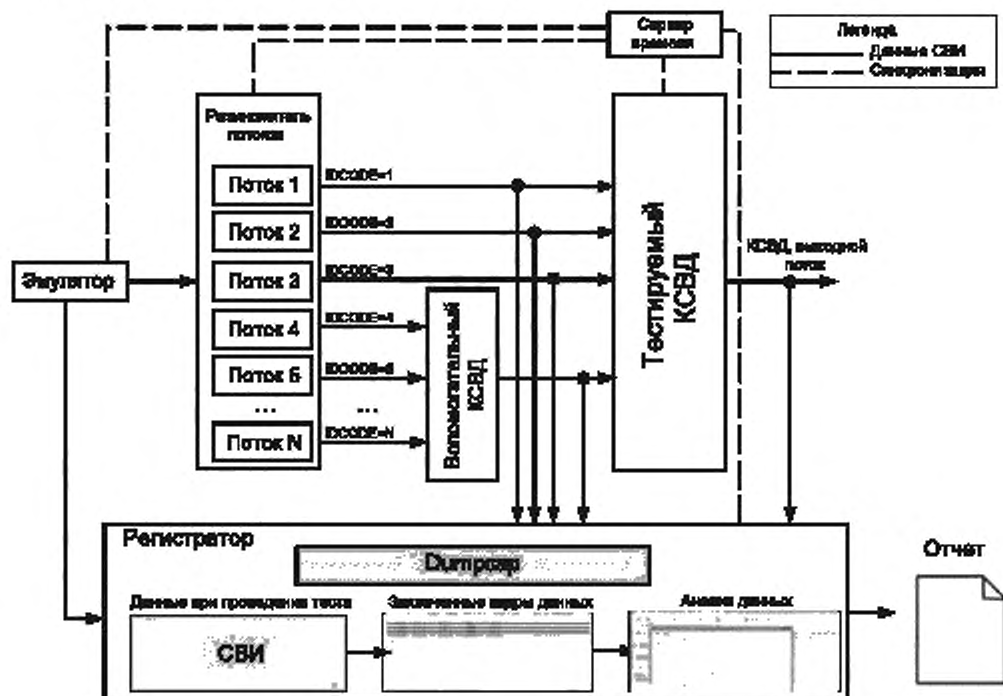 Сервер
времени
Легенда
Данные СВИ
Синхронизация
потоков
Поток 1
IDCODE=1
Поток 2
IDCODE=2
Поток 3
IDCODE=3
Поток 4
IDCODE=4
Поток 5
IDCODE=5
...
...
Поток N
IDCODE=N
Эмулятор
Вспомогательный
КСВД
Тестируемый
КСВД
КСВД, выходной
поток
Регистратор
Dumpcap
Данные при проведении теста
СВИ
кадры данных
Анализ данных
Отчет